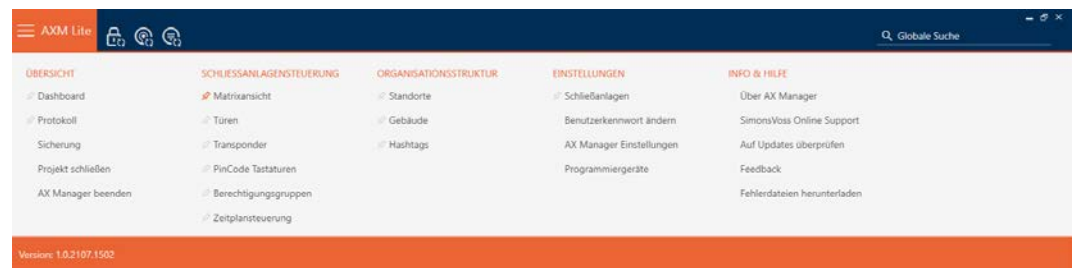 AXM Lite
Globale Suche
ÜBERSICHT
Dashboard
Protokoll
Sicherung
Projekt schließen
AX Manager beenden
SCHLIESSANLAGENSTEUERUNG
Matrixansicht
Türen
Transponder
PinCode Tastaturen
Berechtigungsgruppen
Zeitplansteuerung
ORGANISATIONSSTRUKTUR
Standorte
Gebäude
Hashtags
EINSTELLUNGEN
Schließanlagen
Benutzerkennwort ändern
AX Manager Einstellungen
Programmiergeräte
INFO & HILFE
Über AX Manager
SimonsVoss Online Support
Auf Updates überprüfen
Feedback
Fehlerdateien herunterladen
Version: 1.0.2107.1502